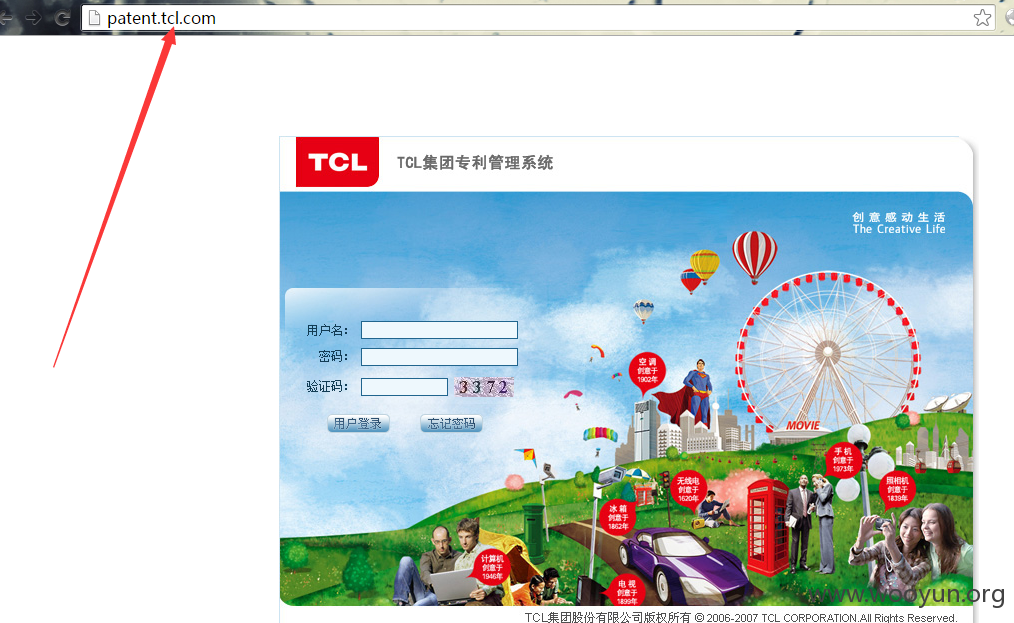 patent.tcl.com
TCL
TCL集团专利管理系统
创意感动生活
The Creative Life
用户名：
密码：
验证码：
3372
用户登录
忘记密码
空调
创意于
1902年
MOVIE
手机
创意于
1973年
无线电
创意于
1620年
照相机
创意于
1839年
冰箱
创意于
1862年
计算机
创意于
1946年
电视
创意于
1899年
www.wooyun.org
TCL集团股份有限公司版权所有 © 2006-2007 TCL CORPORATION.All Rights Reserved.